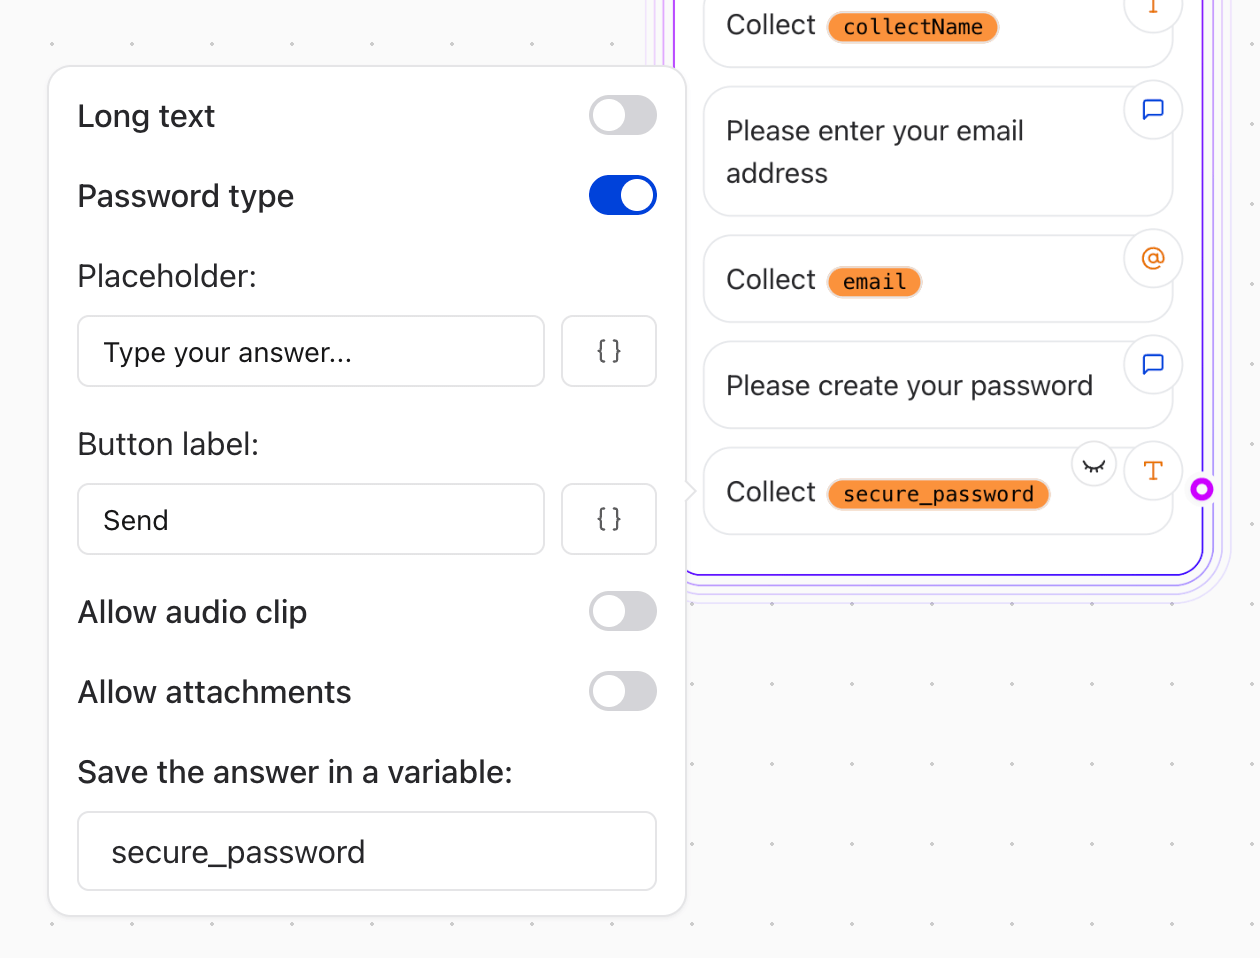 Long text
Password type
Placeholder:
Type your answer...
{}
Button label:
Send
{}
Allow audio clip
Allow attachments
Save the answer in a variable:
secure_password
Collect collectName
Please enter your email
address
Collect email
@
Please create your password
Collect secure_password
T